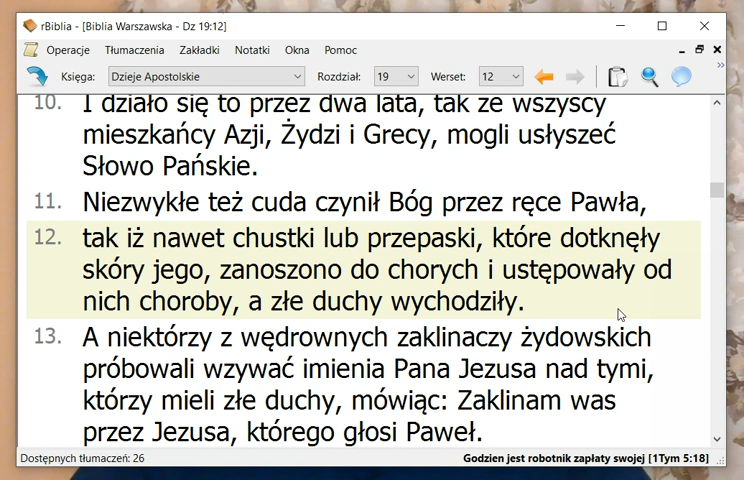 rBiblia - [Biblia Warszawska - Dz 19:12]
Operacje Tłumaczenia Zakładki Notatki Okna Pomoc
Księga: Dzieje Apostolskie Rozdział: 19 Werset: 12
10. I działo się to przez dwa lata, tak że wszyscy
mieszkańcy Azji, Żydzi i Grecy, mogli usłyszeć
Słowo Pańskie.
11. Niezwykłe też cuda czynił Bóg przez ręce Pawła,
12. tak iż nawet chustki lub przepaski, które dotknęły
skóry jego, zanoszono do chorych i ustępowały od
nich choroby, a złe duchy wychodziły.
13. A niektórzy z wędrownych zaklinaczy żydowskich
próbowali wzywać imienia Pana Jezusa nad tymi,
którzy mieli złe duchy, mówiąc: Zaklinam was
przez Jezusa, którego głosi Paweł.
Dostępnych tłumaczeń: 26 Godzien jest robotnik zapłaty swojej [1Tym 5:18]